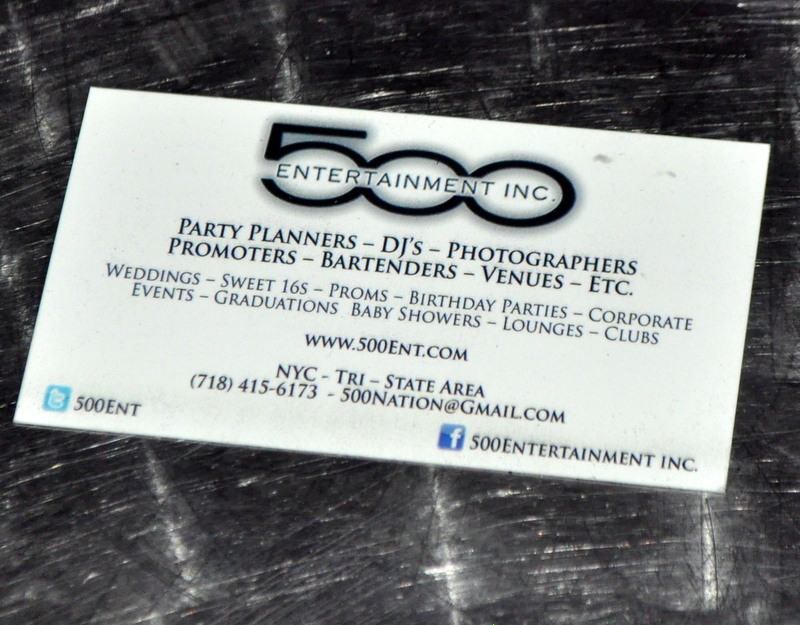 500
ENTERTAINMENT INC.
PARTY PLANNERS – DJ'S – PHOTOGRAPHERS
PROMOTERS – BARTENDERS – VENUES – ETC.
WEDDINGS – SWEET 16S – PROMS – BIRTHDAY PARTIES – CORPORATE
EVENTS – GRADUATIONS BABY SHOWERS – LOUNGES – CLUBS
WWW.500ENT.COM
NYC - TRI – STATE AREA
(718) 415-6173 - 500NATION@GMAIL.COM
500ENT
f 500ENTERTAINMENT INC.